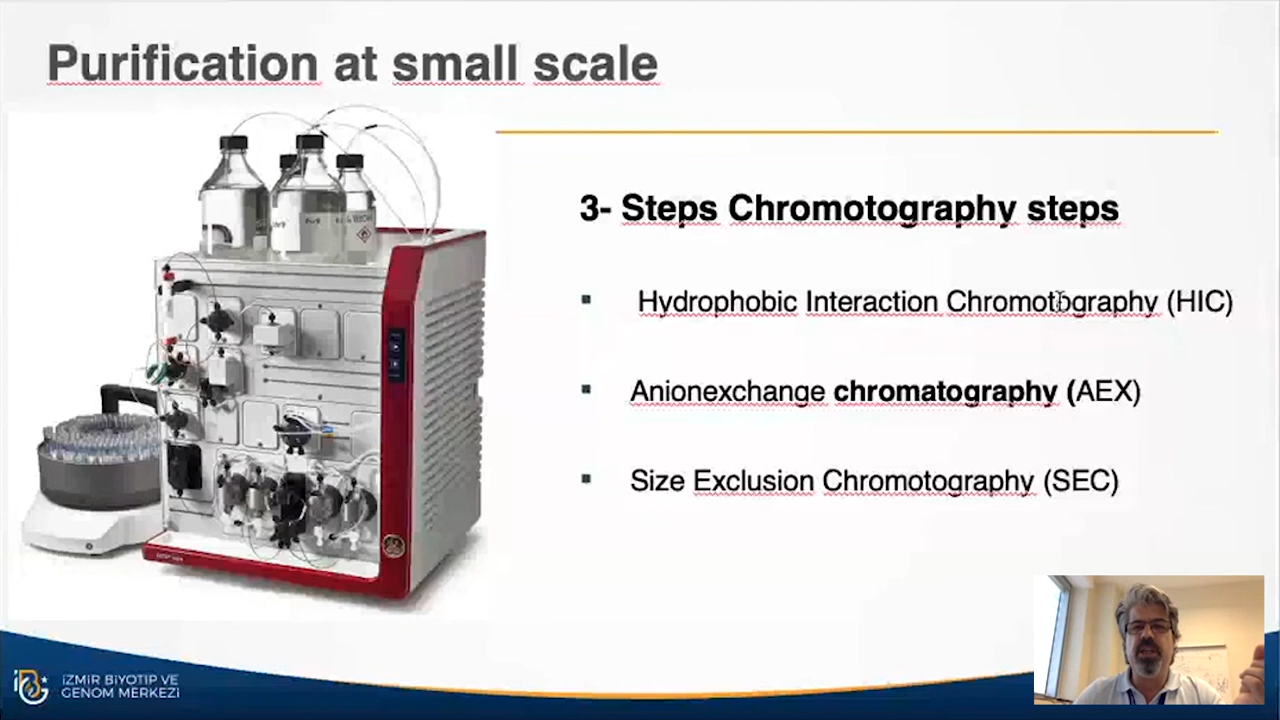 Purification at small scale
3- Steps Chromotography steps
Hydrophobic Interaction Chromotography (HIC)
Anionexchange chromatography (AEX)
Size Exclusion Chromotography (SEC)
İZMİR BİYOTIP VE
GENOM MERKEZİ